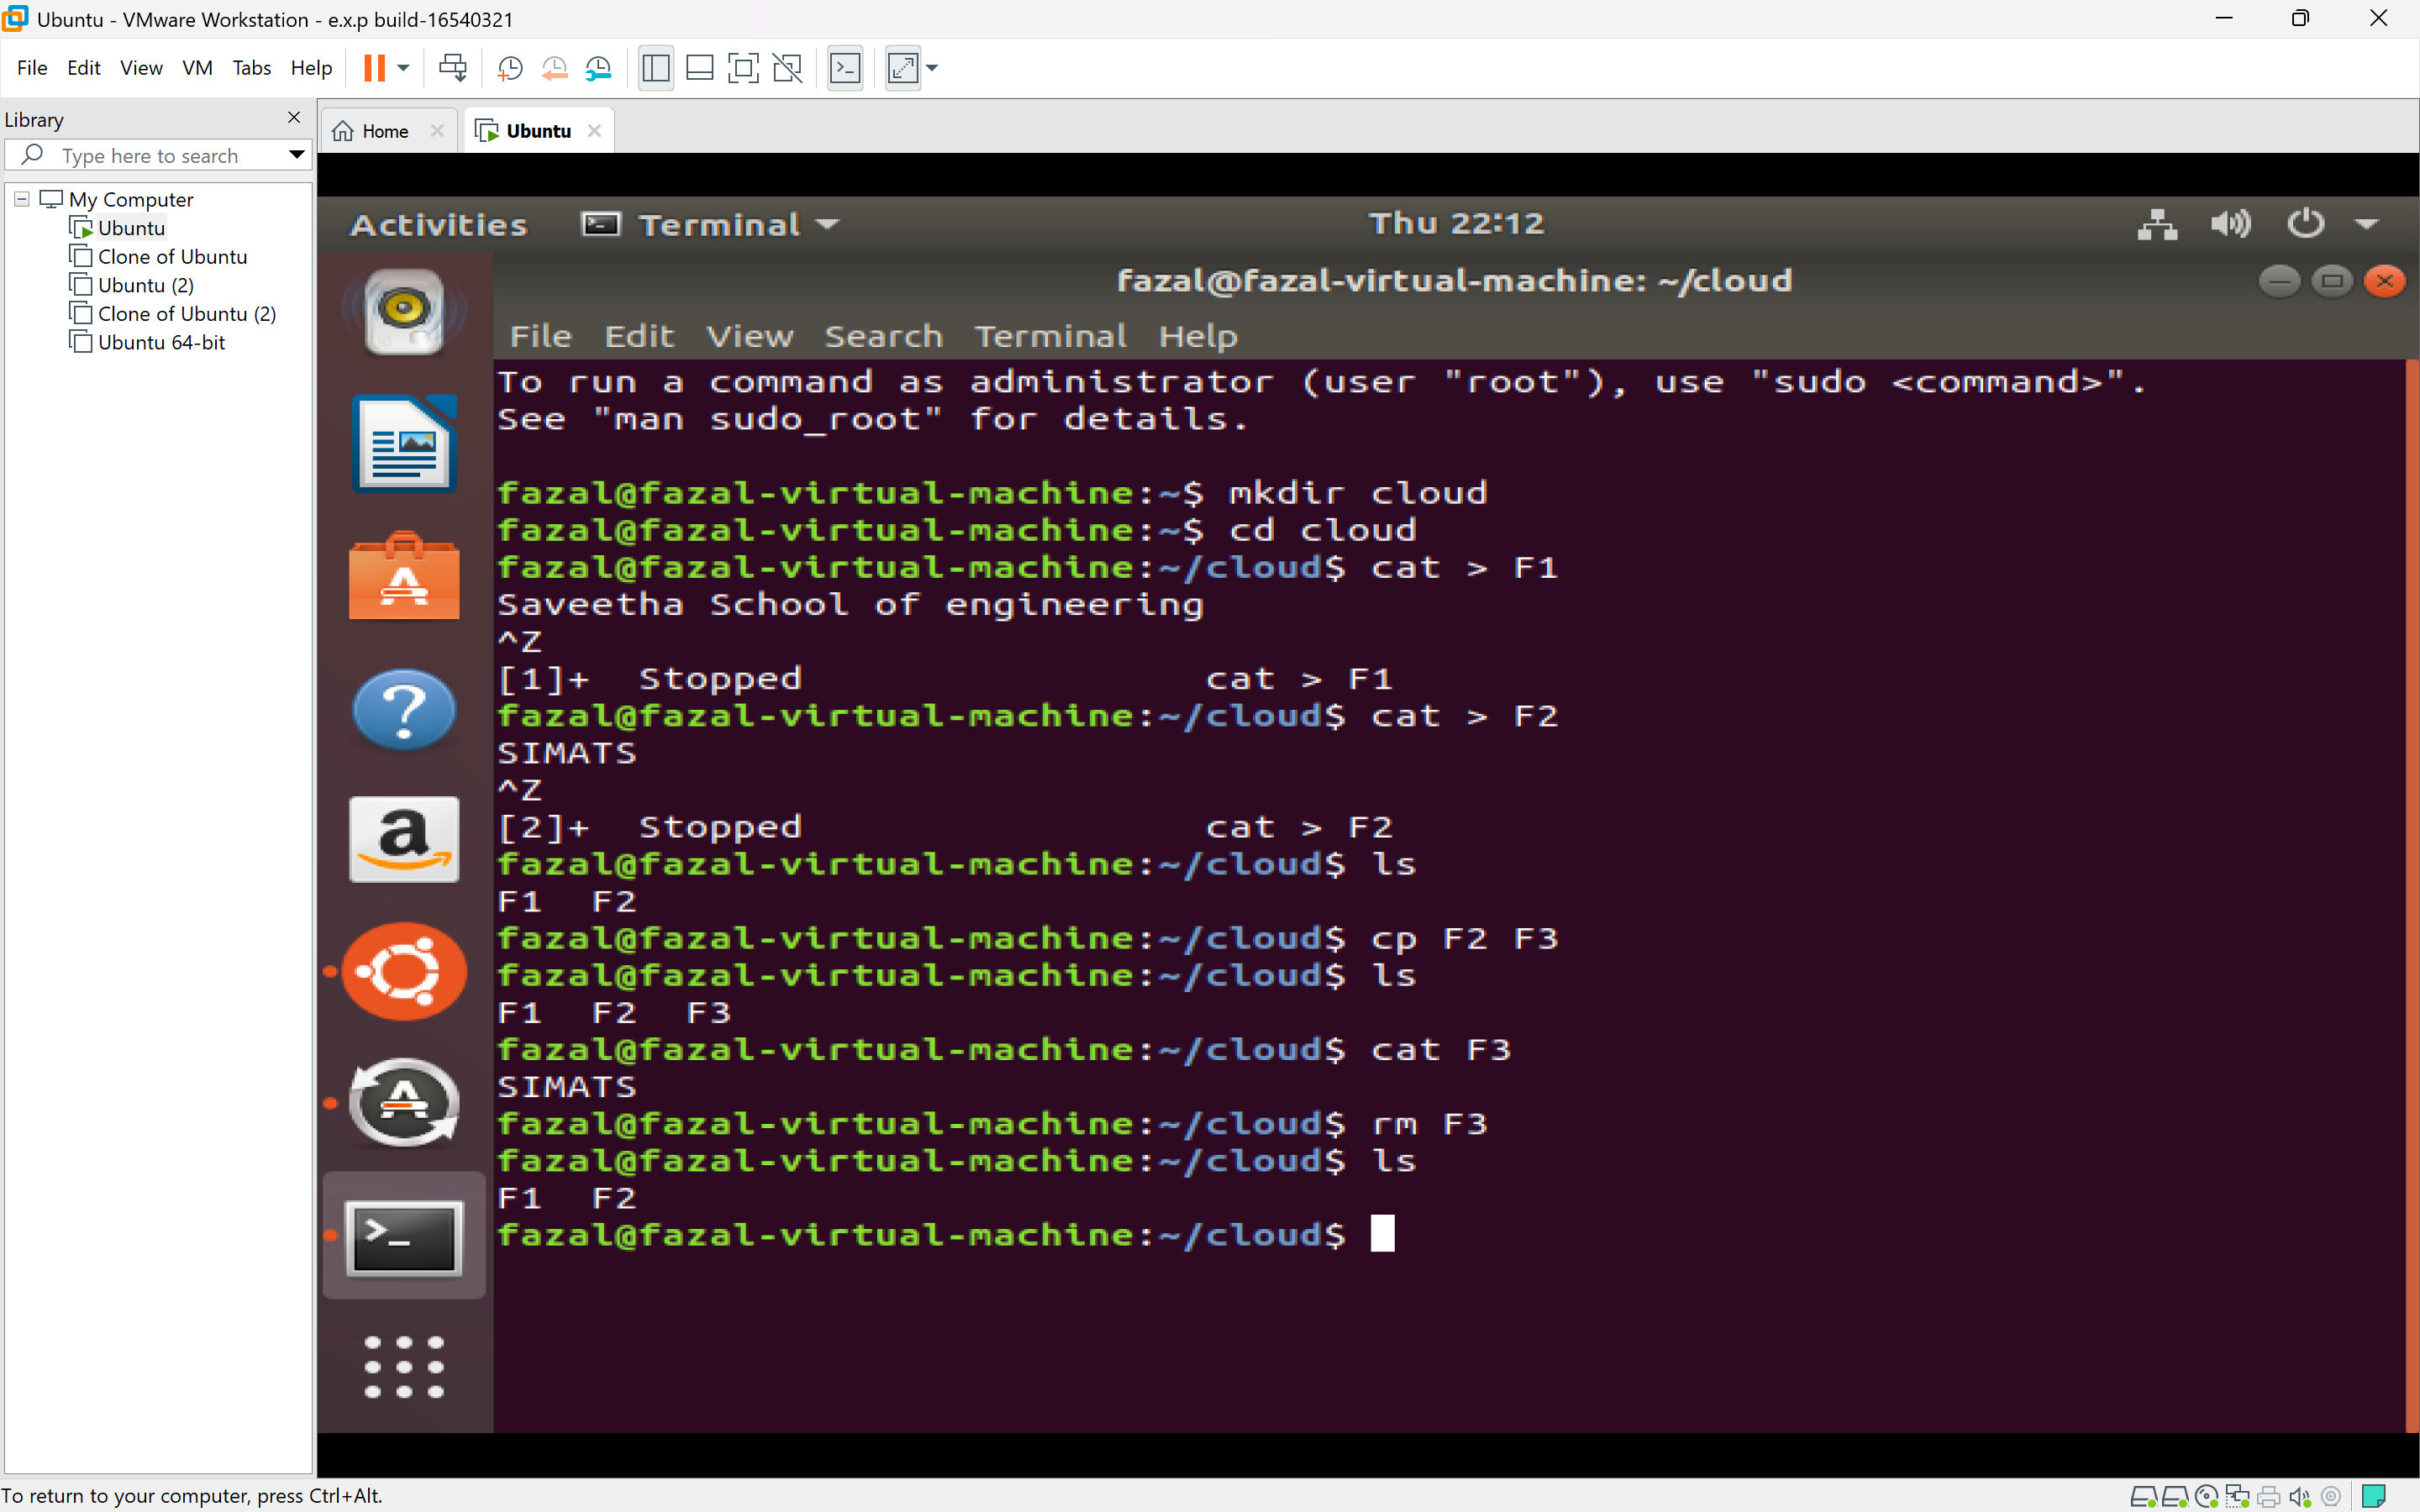 Ubuntu - VMware Workstation - e.x.p build-16540321
File Edit View VM Tabs Help
Library
Type here to search
My Computer
Ubuntu
Clone of Ubuntu
Ubuntu (2)
Clone of Ubuntu (2)
Ubuntu 64-bit
Home
Ubuntu
Activities Terminal Thu 22:12
fazal@fazal-virtual-machine: ~/cloud
File Edit View Search Terminal Help
To run a command as administrator (user "root"), use "sudo <command>".
See "man sudo_root" for details.
fazal@fazal-virtual-machine:~$ mkdir cloud
fazal@fazal-virtual-machine:~$ cd cloud
fazal@fazal-virtual-machine:~/cloud$ cat > F1
Saveetha School of engineering
^Z
[1]+  Stopped                 cat > F1
fazal@fazal-virtual-machine:~/cloud$ cat > F2
SIMATS
^Z
[2]+  Stopped                 cat > F2
fazal@fazal-virtual-machine:~/cloud$ ls
F1  F2
fazal@fazal-virtual-machine:~/cloud$ cp F2 F3
fazal@fazal-virtual-machine:~/cloud$ ls
F1  F2  F3
fazal@fazal-virtual-machine:~/cloud$ cat F3
SIMATS
fazal@fazal-virtual-machine:~/cloud$ rm F3
fazal@fazal-virtual-machine:~/cloud$ ls
F1  F2
fazal@fazal-virtual-machine:~/cloud$
To return to your computer, press Ctrl+Alt.